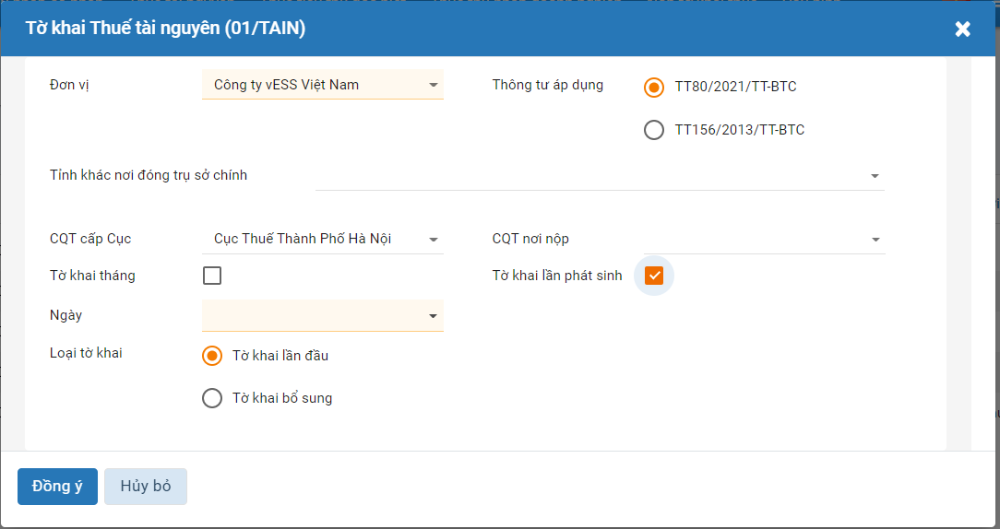 Tờ khai Thuế tài nguyên (01/TAIN)
Đơn vị Công ty vESS Việt Nam Thông tư áp dụng TT80/2021/TT-BTC
TT156/2013/TT-BTC
Tỉnh khác nơi đóng trụ sở chính
CQT cấp Cục Cục Thuế Thành Phố Hà Nội CQT nơi nộp
Tờ khai tháng Tờ khai lần phát sinh
Ngày
Loại tờ khai Tờ khai lần đầu
Tờ khai bổ sung
Đồng ý Hủy bỏ